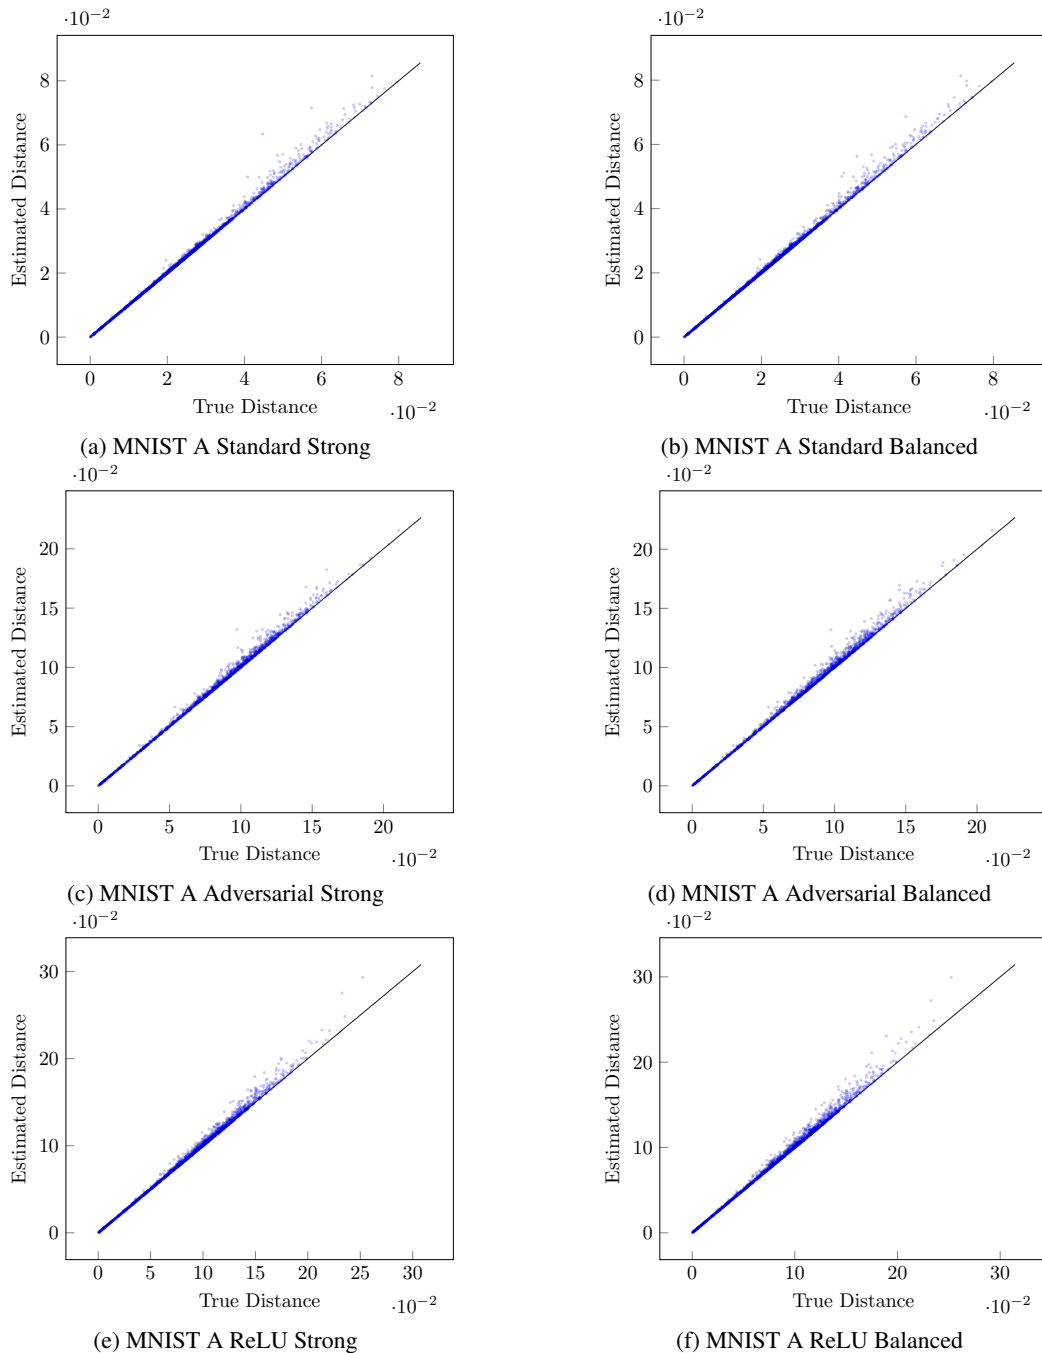 ·10−2 ·10−2
8 8
6 6
4 4
2 2
0 0
Estimated Distance Estimated Distance
0 2 4 6 8 0 2 4 6 8
True Distance ·10−2 True Distance ·10−2
(a) MNIST A Standard Strong (b) MNIST A Standard Balanced
·10−2 ·10−2
20 20
15 15
10 10
5 5
0 0
Estimated Distance Estimated Distance
0 5 10 15 20 0 5 10 15 20
True Distance ·10−2 True Distance ·10−2
(c) MNIST A Adversarial Strong (d) MNIST A Adversarial Balanced
·10−2 ·10−2
30 30
20 20
10 10
0 0
Estimated Distance Estimated Distance
0 5 10 15 20 25 30 0 10 20 30
True Distance ·10−2 True Distance ·10−2
(e) MNIST A ReLU Strong (f) MNIST A ReLU Balanced